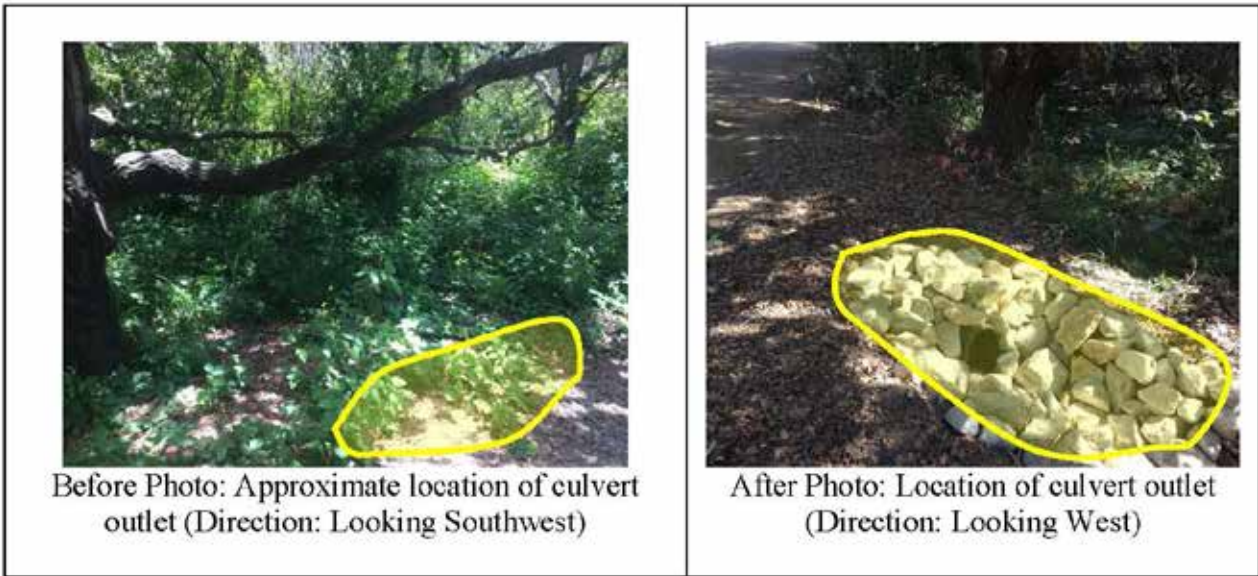 Before Photo: Approximate location of culvert
outlet (Direction: Looking Southwest)
After Photo: Location of culvert outlet
(Direction: Looking West)